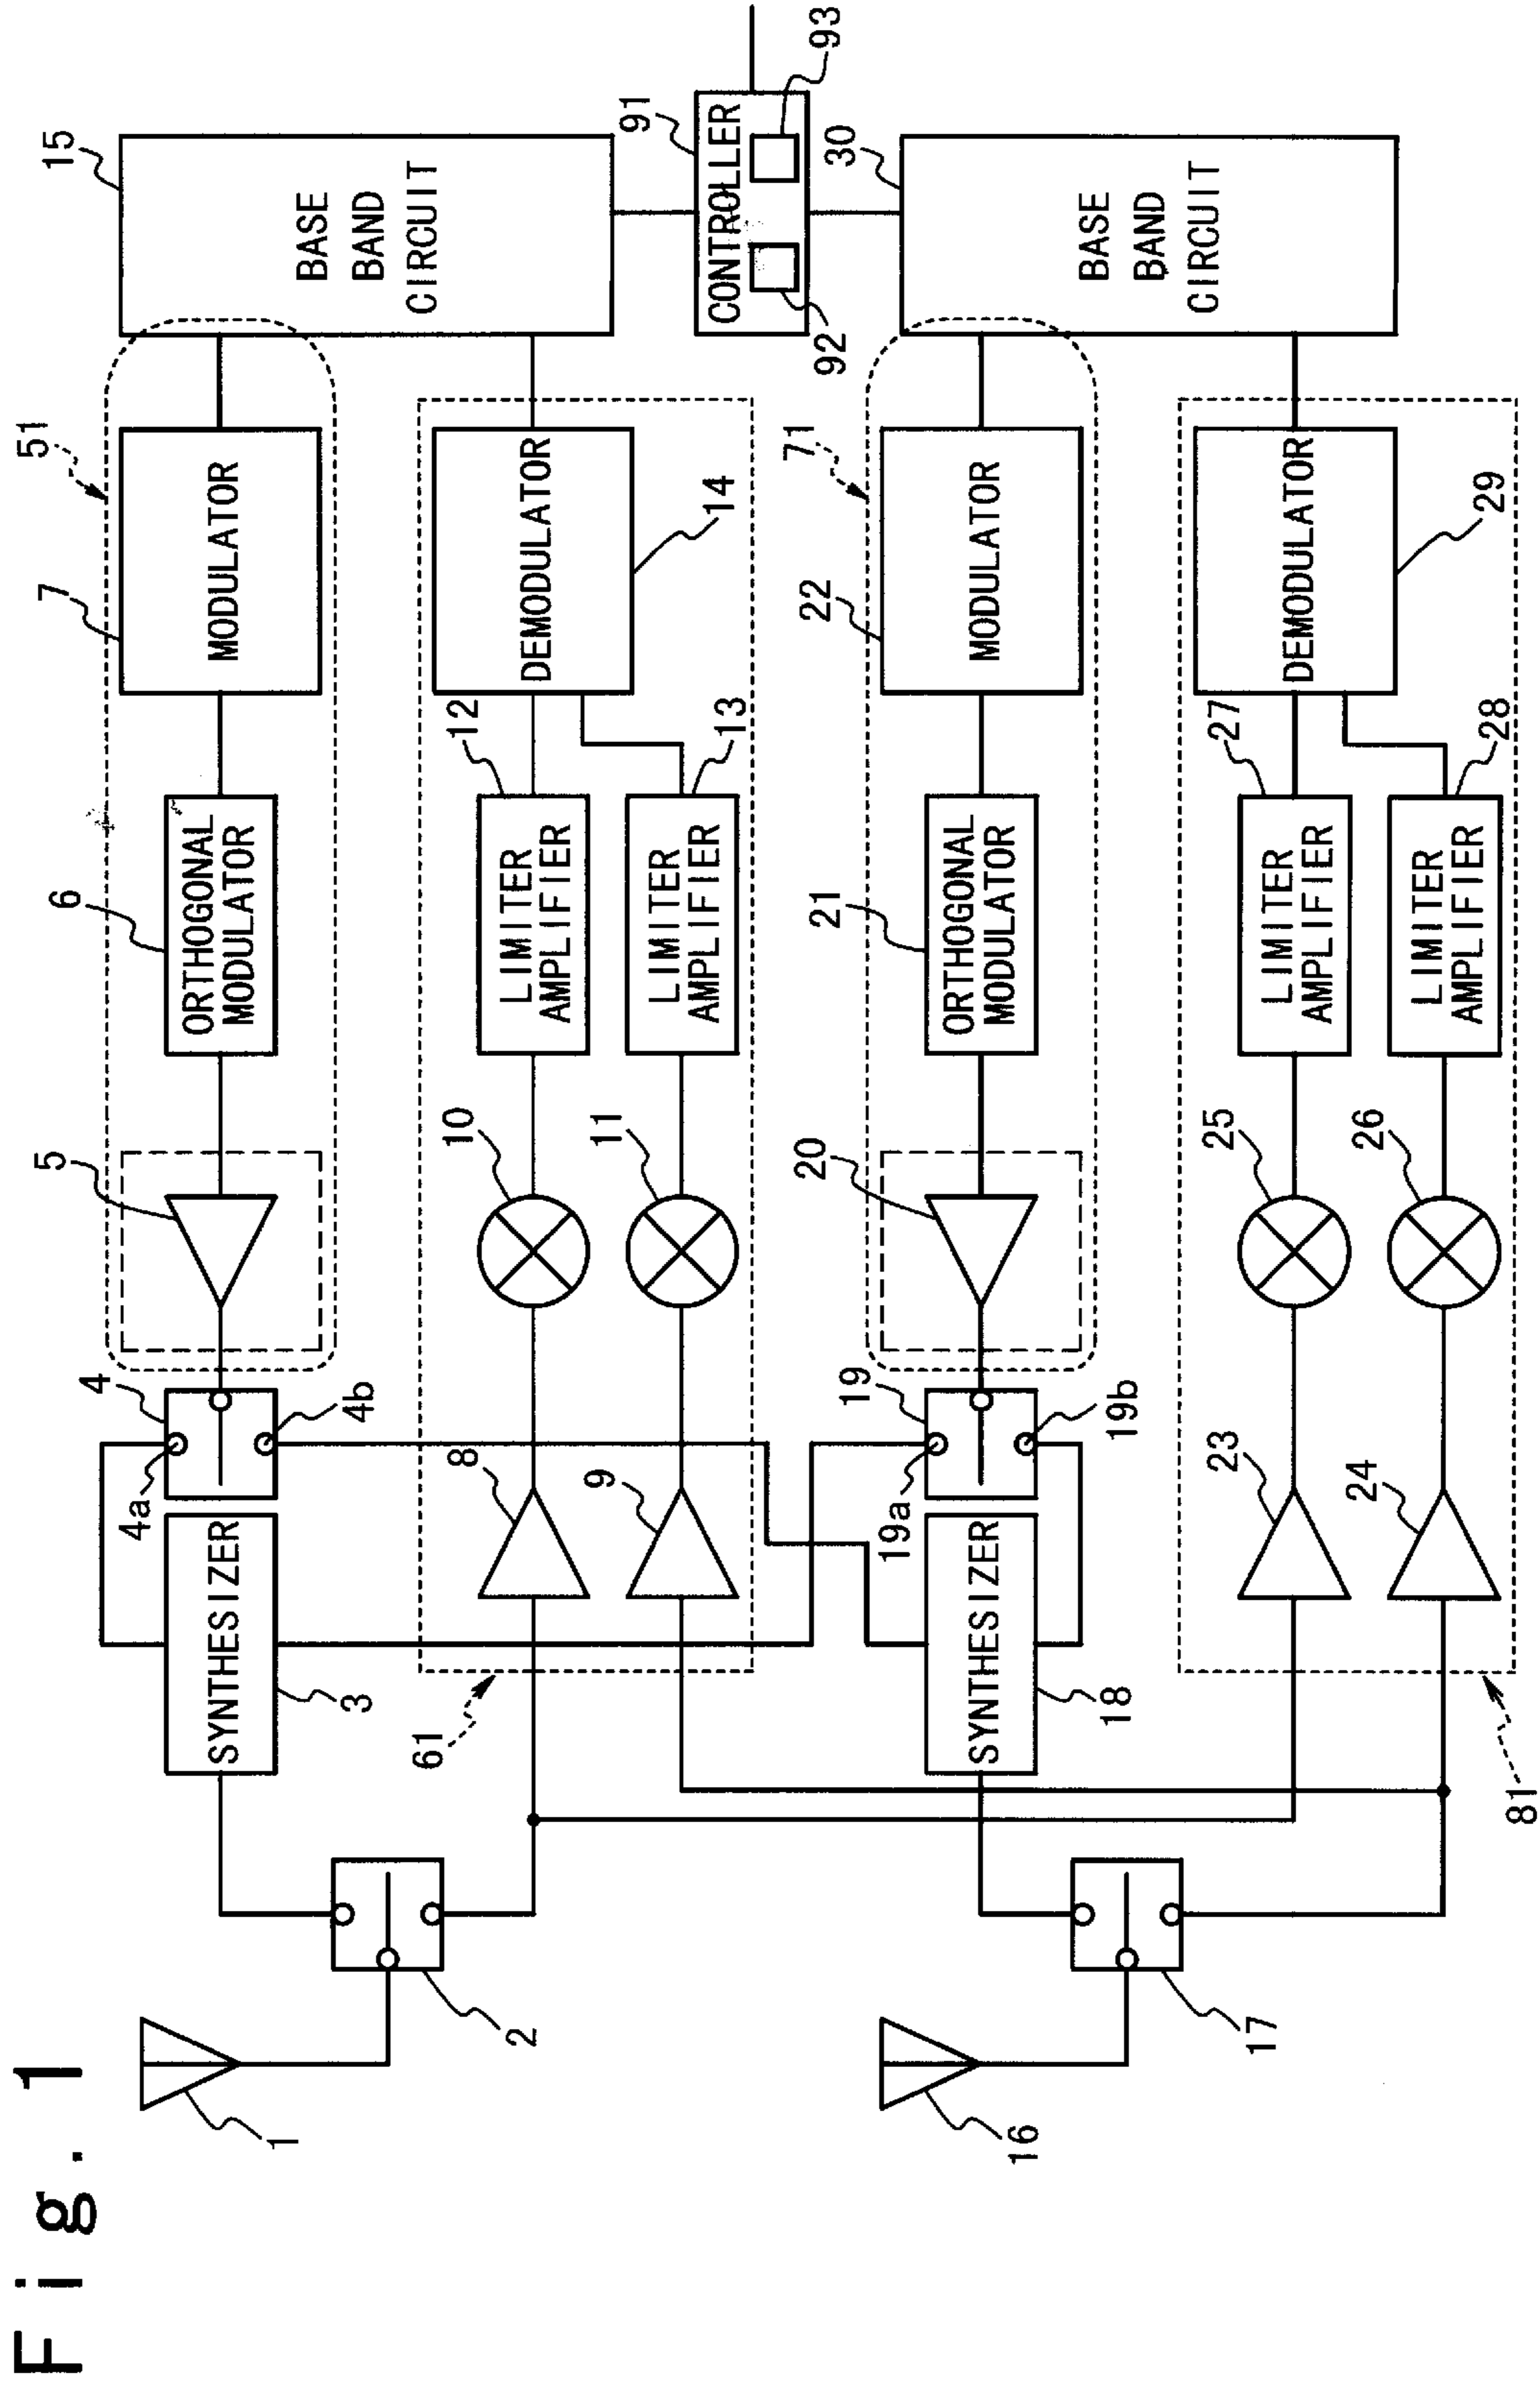 Fig. 1
1
2
3
SYNTHESIZER
4
4a
4b
5
6
ORTHOGONAL
MODULATOR
7
MODULATOR
51
15
BASE
BAND
CIRCUIT
8
9
10
11
12
LIMITER
AMPLIFIER
13
LIMITER
AMPLIFIER
14
DEMODULATOR
61
91
CONTROLLER
92
93
16
17
18
SYNTHESIZER
19
19a
19b
20
21
ORTHOGONAL
MODULATOR
22
MODULATOR
71
30
BASE
BAND
CIRCUIT
23
24
25
26
27
LIMITER
AMPLIFIER
28
LIMITER
AMPLIFIER
29
DEMODULATOR
81